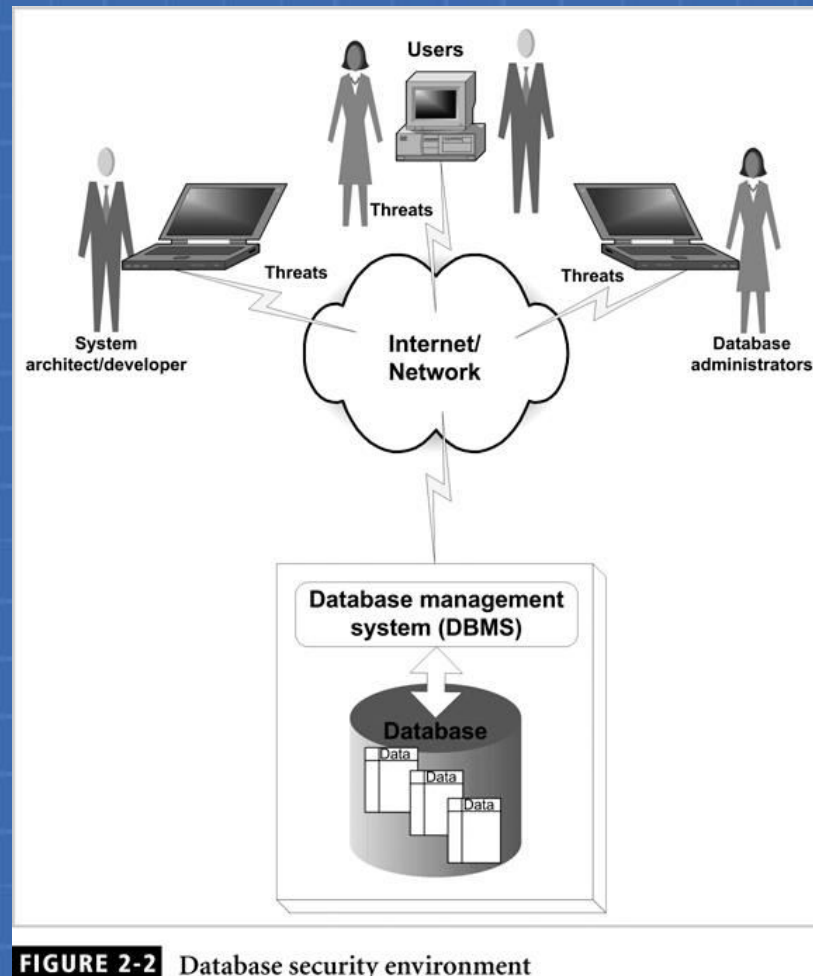 Users
Threats
Threats
Threats
System
architect/developer
Internet/
Network
Database
administrators
Database management
system (DBMS)
Database
Data
Data
Data
FIGURE 2-2 Database security environment